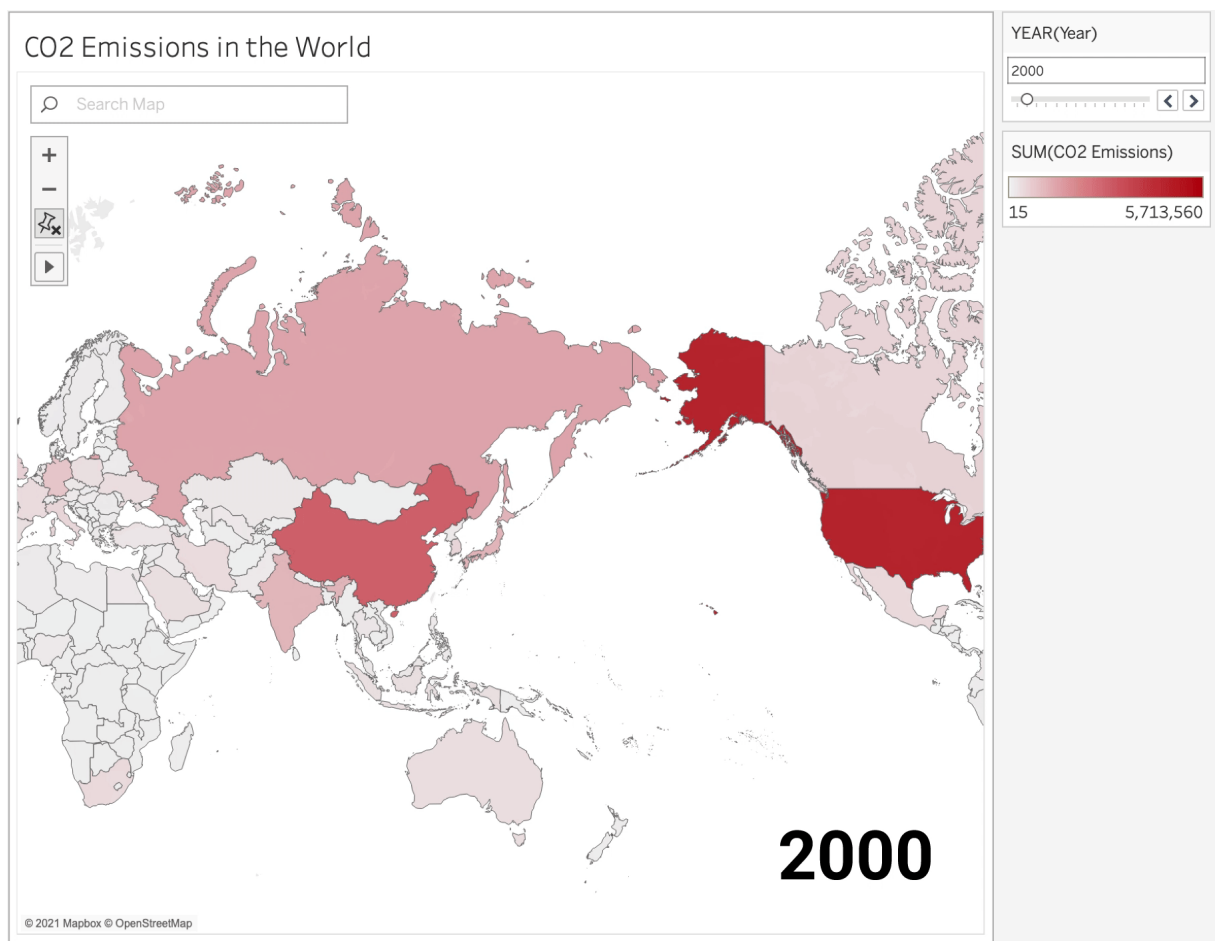 CO2 Emissions in the World
Search Map
2000
© 2021 Mapbox © OpenStreetMap
YEAR(Year)
2000
SUM(CO2 Emissions)
15 5,713,560